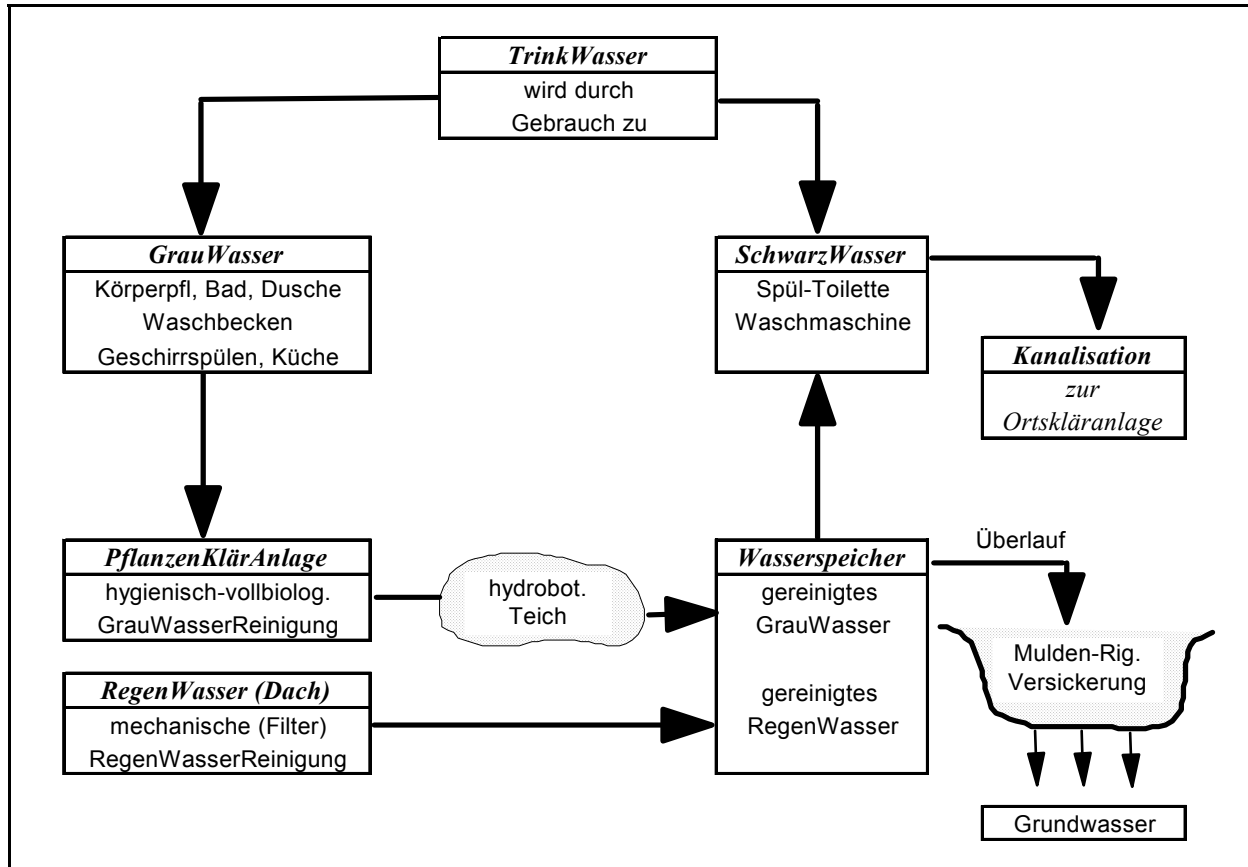 TrinkWasser
wird durch
Gebrauch zu
GrauWasser
Körperpfl, Bad, Dusche
Waschbecken
Geschirrspülen, Küche
SchwarzWasser
Spül-Toilette
Waschmaschine
Kanalisation
zur
Ortskläranlage
PflanzenKlärAnlage
hygienisch-vollbiolog.
GrauWasserReinigung
hydrobot.
Teich
Wasserspeicher
gereinigtes
GrauWasser
gereinigtes
RegenWasser
Überlauf
Mulden-Rig.
Versickerung
RegenWasser (Dach)
mechanische (Filter)
RegenWasserReinigung
Grundwasser